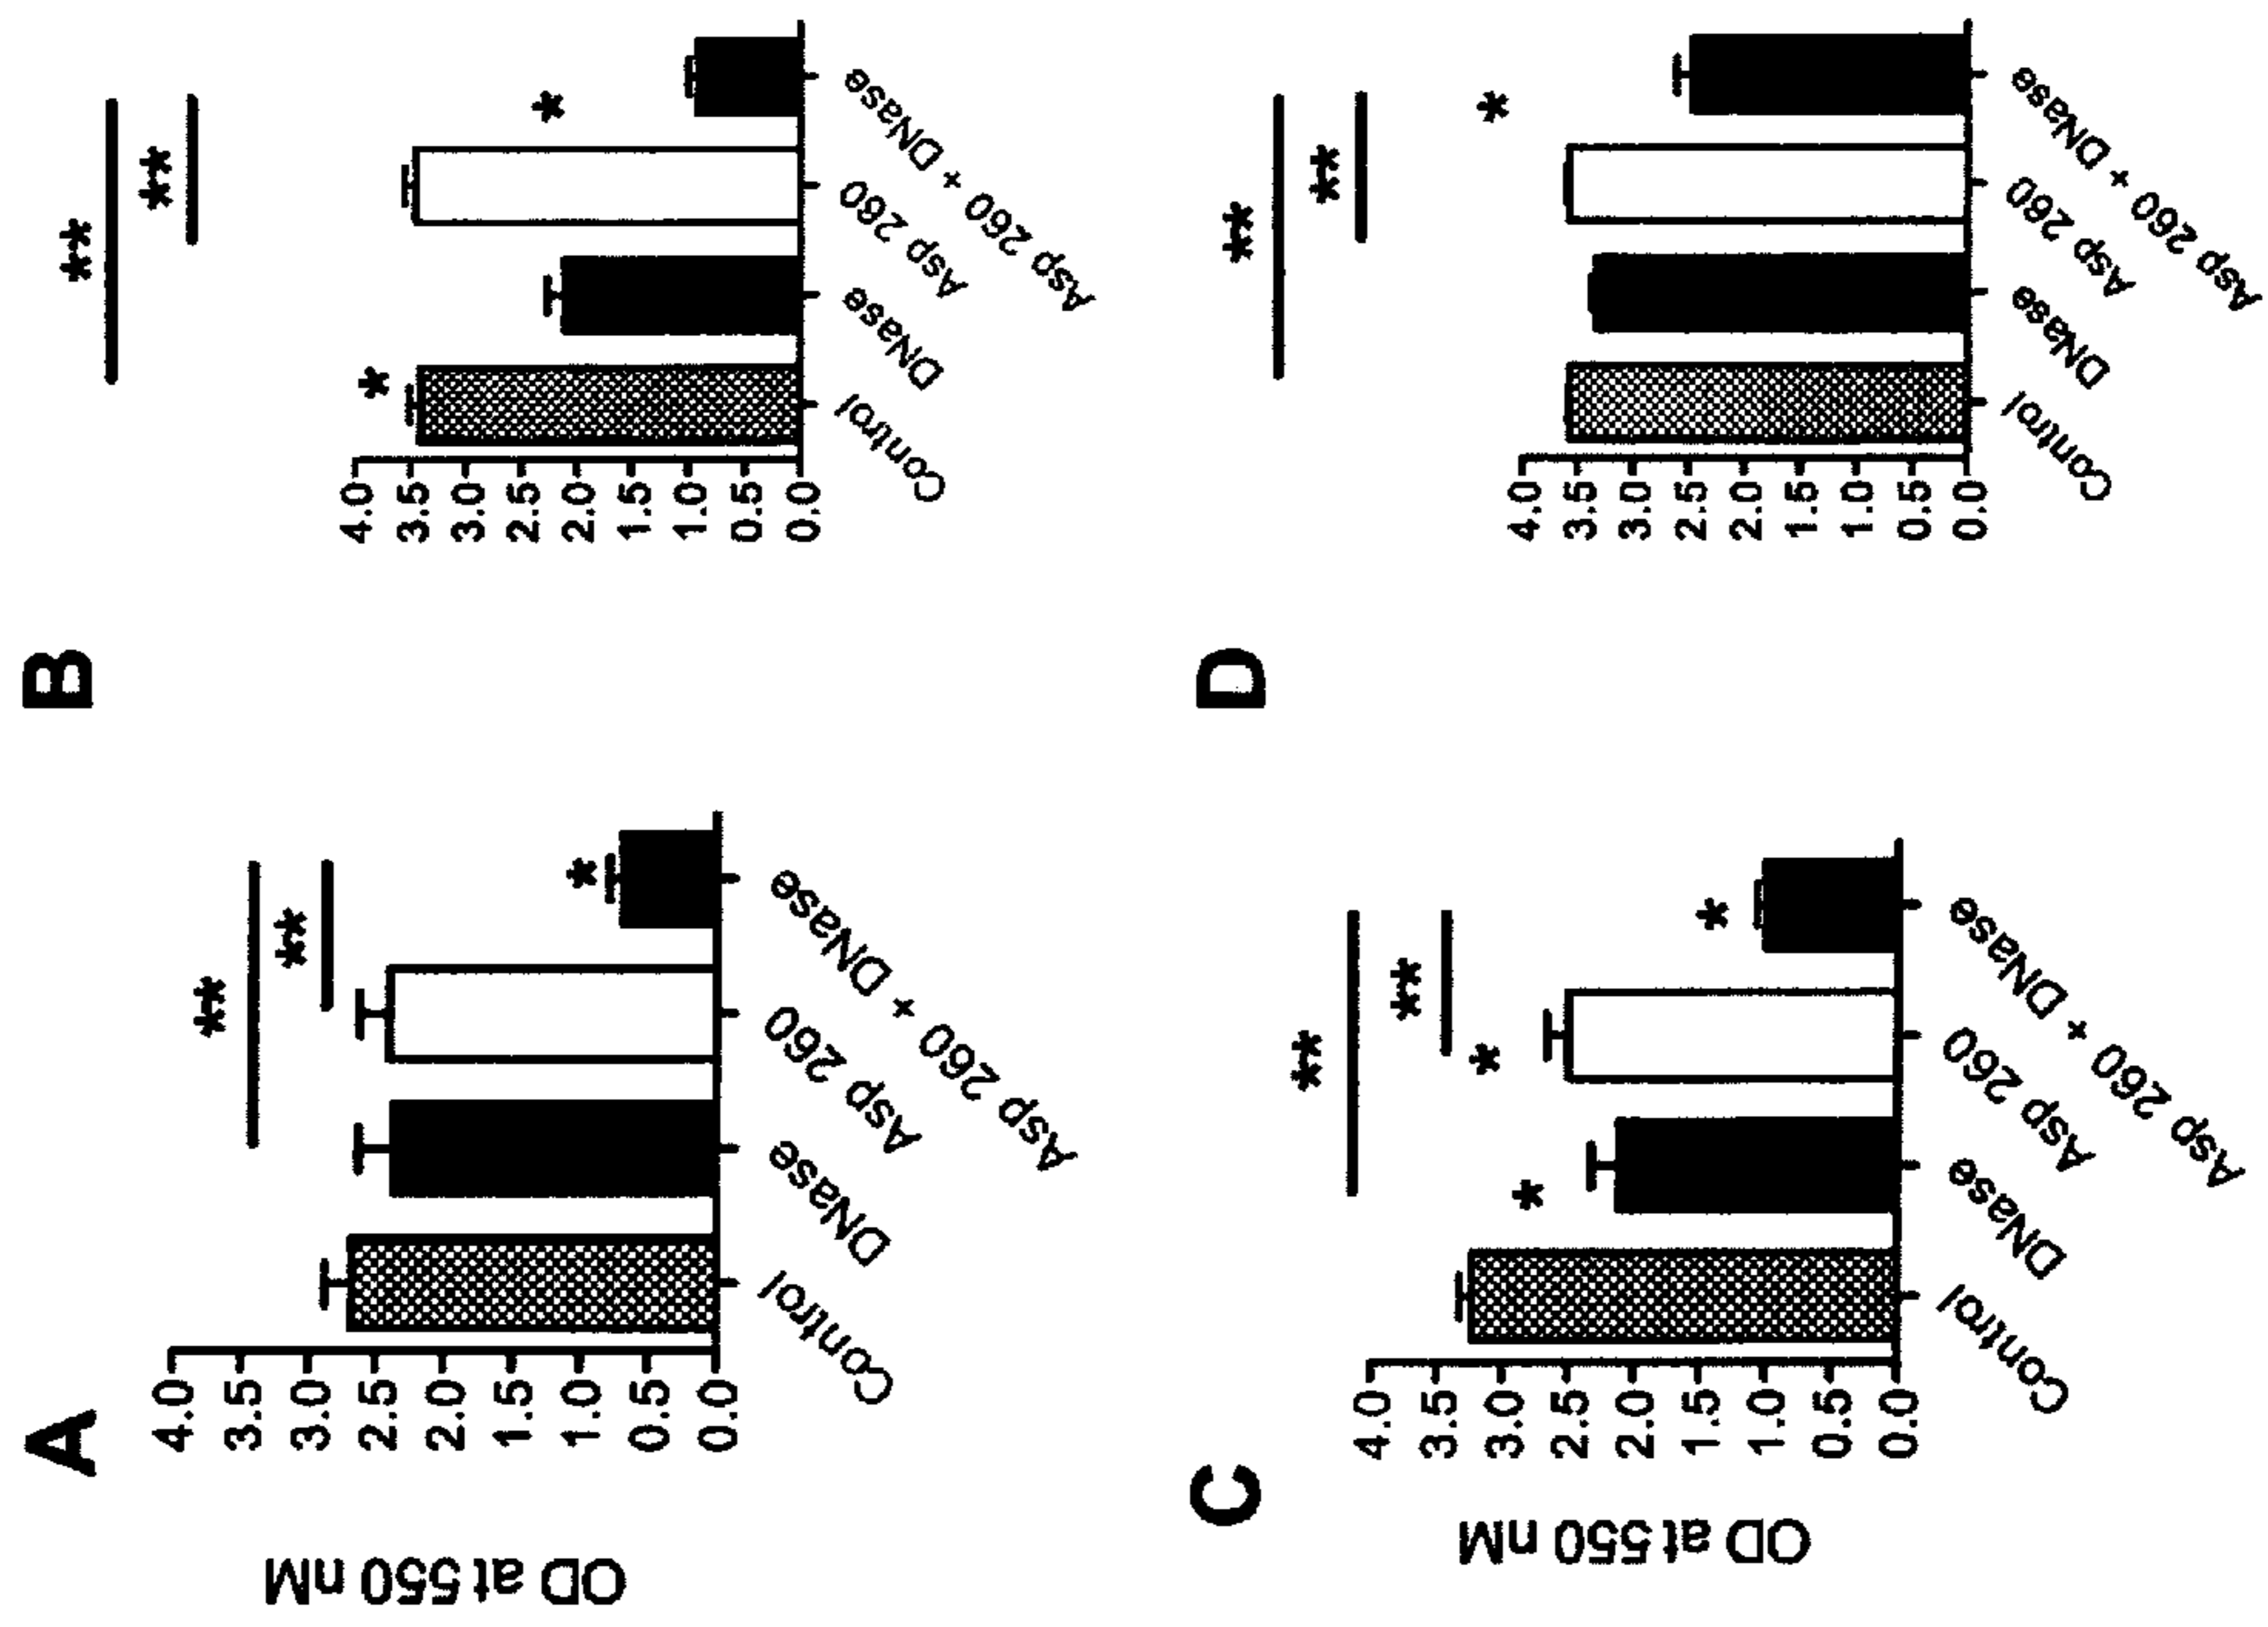 A
OD at 550 nM
4.0
3.5
3.0
2.5
2.0
1.5
1.0
0.5
0.0
**
**
*
Control
DNase
Asp 260
Asp 260 + DNase
B
4.0
3.5
3.0
2.5
2.0
1.5
1.0
0.5
0.0
**
**
*
*
Control
DNase
Asp 260
Asp 260 + DNase
C
OD at 550 nM
4.0
3.5
3.0
2.5
2.0
1.5
1.0
0.5
0.0
**
**
*
*
*
Control
DNase
Asp 260
Asp 260 + DNase
D
4.0
3.5
3.0
2.5
2.0
1.5
1.0
0.5
0.0
**
**
*
Control
DNase
Asp 260
Asp 260 + DNase